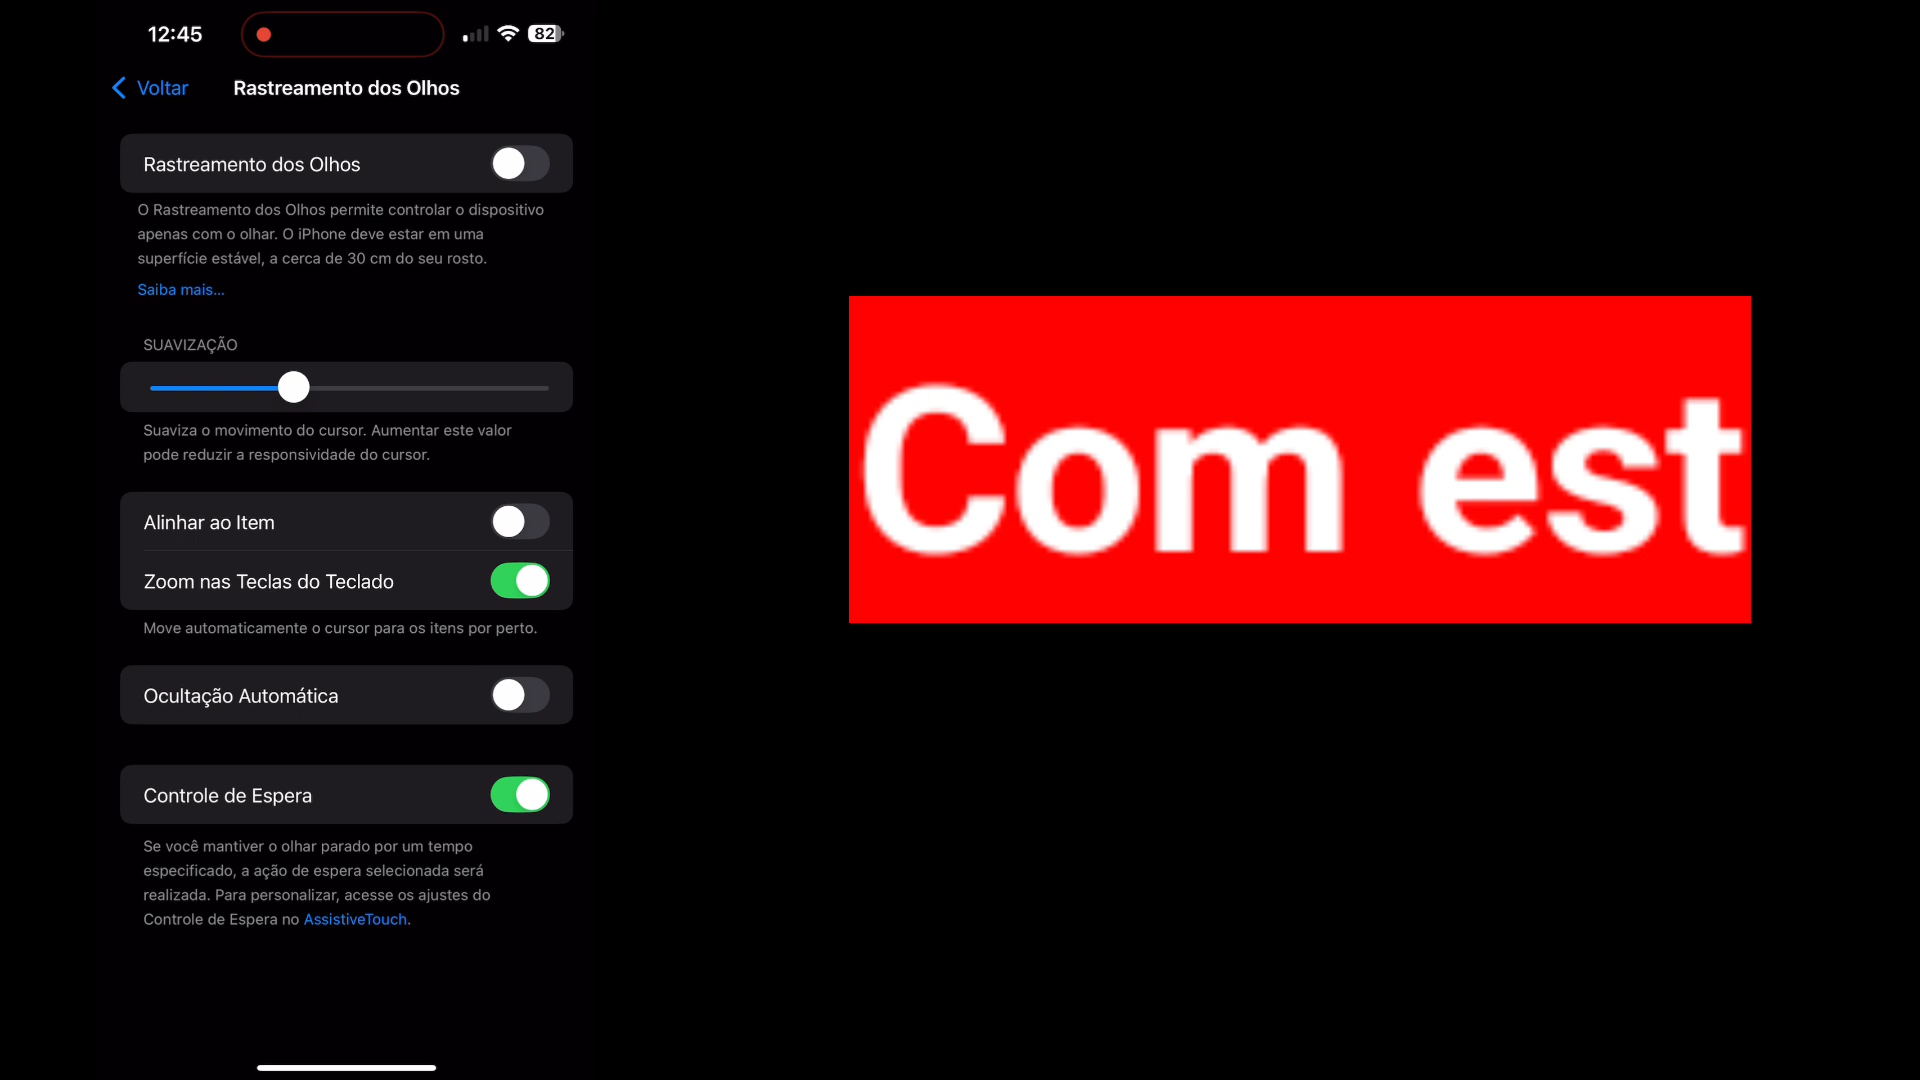 12:45
82
Voltar
Rastreamento dos Olhos
Rastreamento dos Olhos
O Rastreamento dos Olhos permite controlar o dispositivo
apenas com o olhar. O iPhone deve estar em uma
superfície estável, a cerca de 30 cm do seu rosto.
Saiba mais...
SUAVIZAÇÃO
Suaviza o movimento do cursor. Aumentar este valor
pode reduzir a responsividade do cursor.
Alinhar ao Item
Zoom nas Teclas do Teclado
Move automaticamente o cursor para os itens por perto.
Ocultação Automática
Controle de Espera
Se você mantiver o olhar parado por um tempo
especificado, a ação de espera selecionada será
realizada. Para personalizar, acesse os ajustes do
Controle de Espera no AssistiveTouch.
Com est